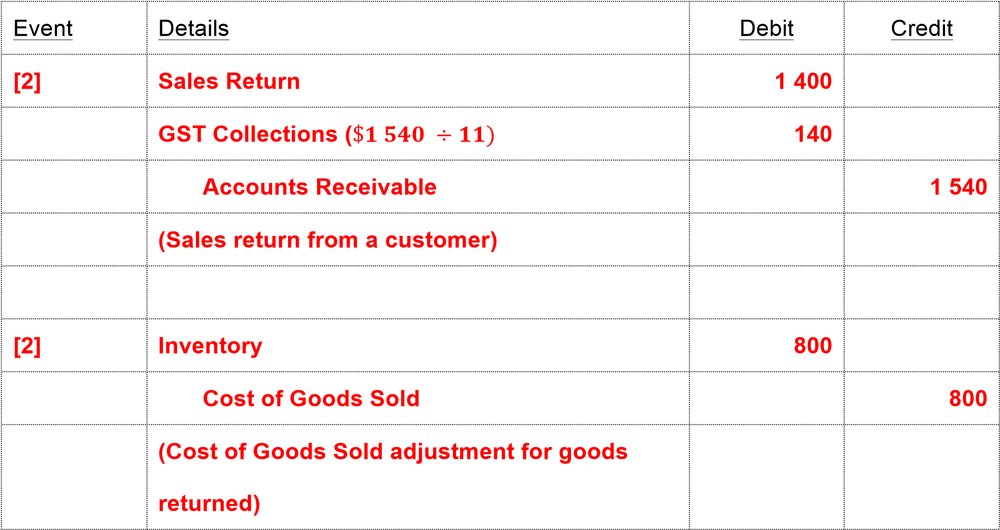 Event Details Debit Credit
[2] Sales Return 1 400
GST Collections ($1 540 ÷ 11) 140
Accounts Receivable 1 540
(Sales return from a customer)
[2] Inventory 800
Cost of Goods Sold 800
(Cost of Goods Sold adjustment for goods
returned)